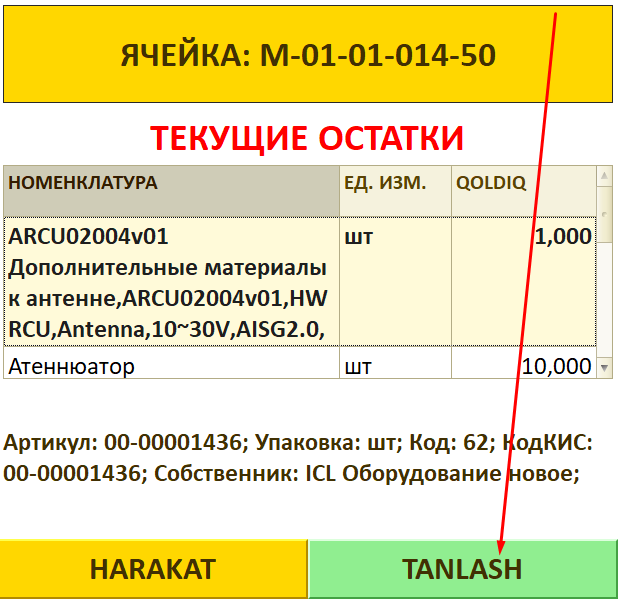 ЯЧЕЙКА: M-01-01-014-50
ТЕКУЩИЕ ОСТАТКИ
НОМЕНКЛАТУРА ЕД. ИЗМ. QOLDIQ
ARCU02004v01 шт 1,000
Дополнительные материалы
к антенне,ARCU02004v01,HW
RCU,Antenna,10~30V,AISG2.0,
Атеннюатор шт 10,000
Артикул: 00-00001436; Упаковка: шт; Код: 62; КодКИС:
00-00001436; Собственник: ICL Оборудование новое;
HARAKAT TANLASH